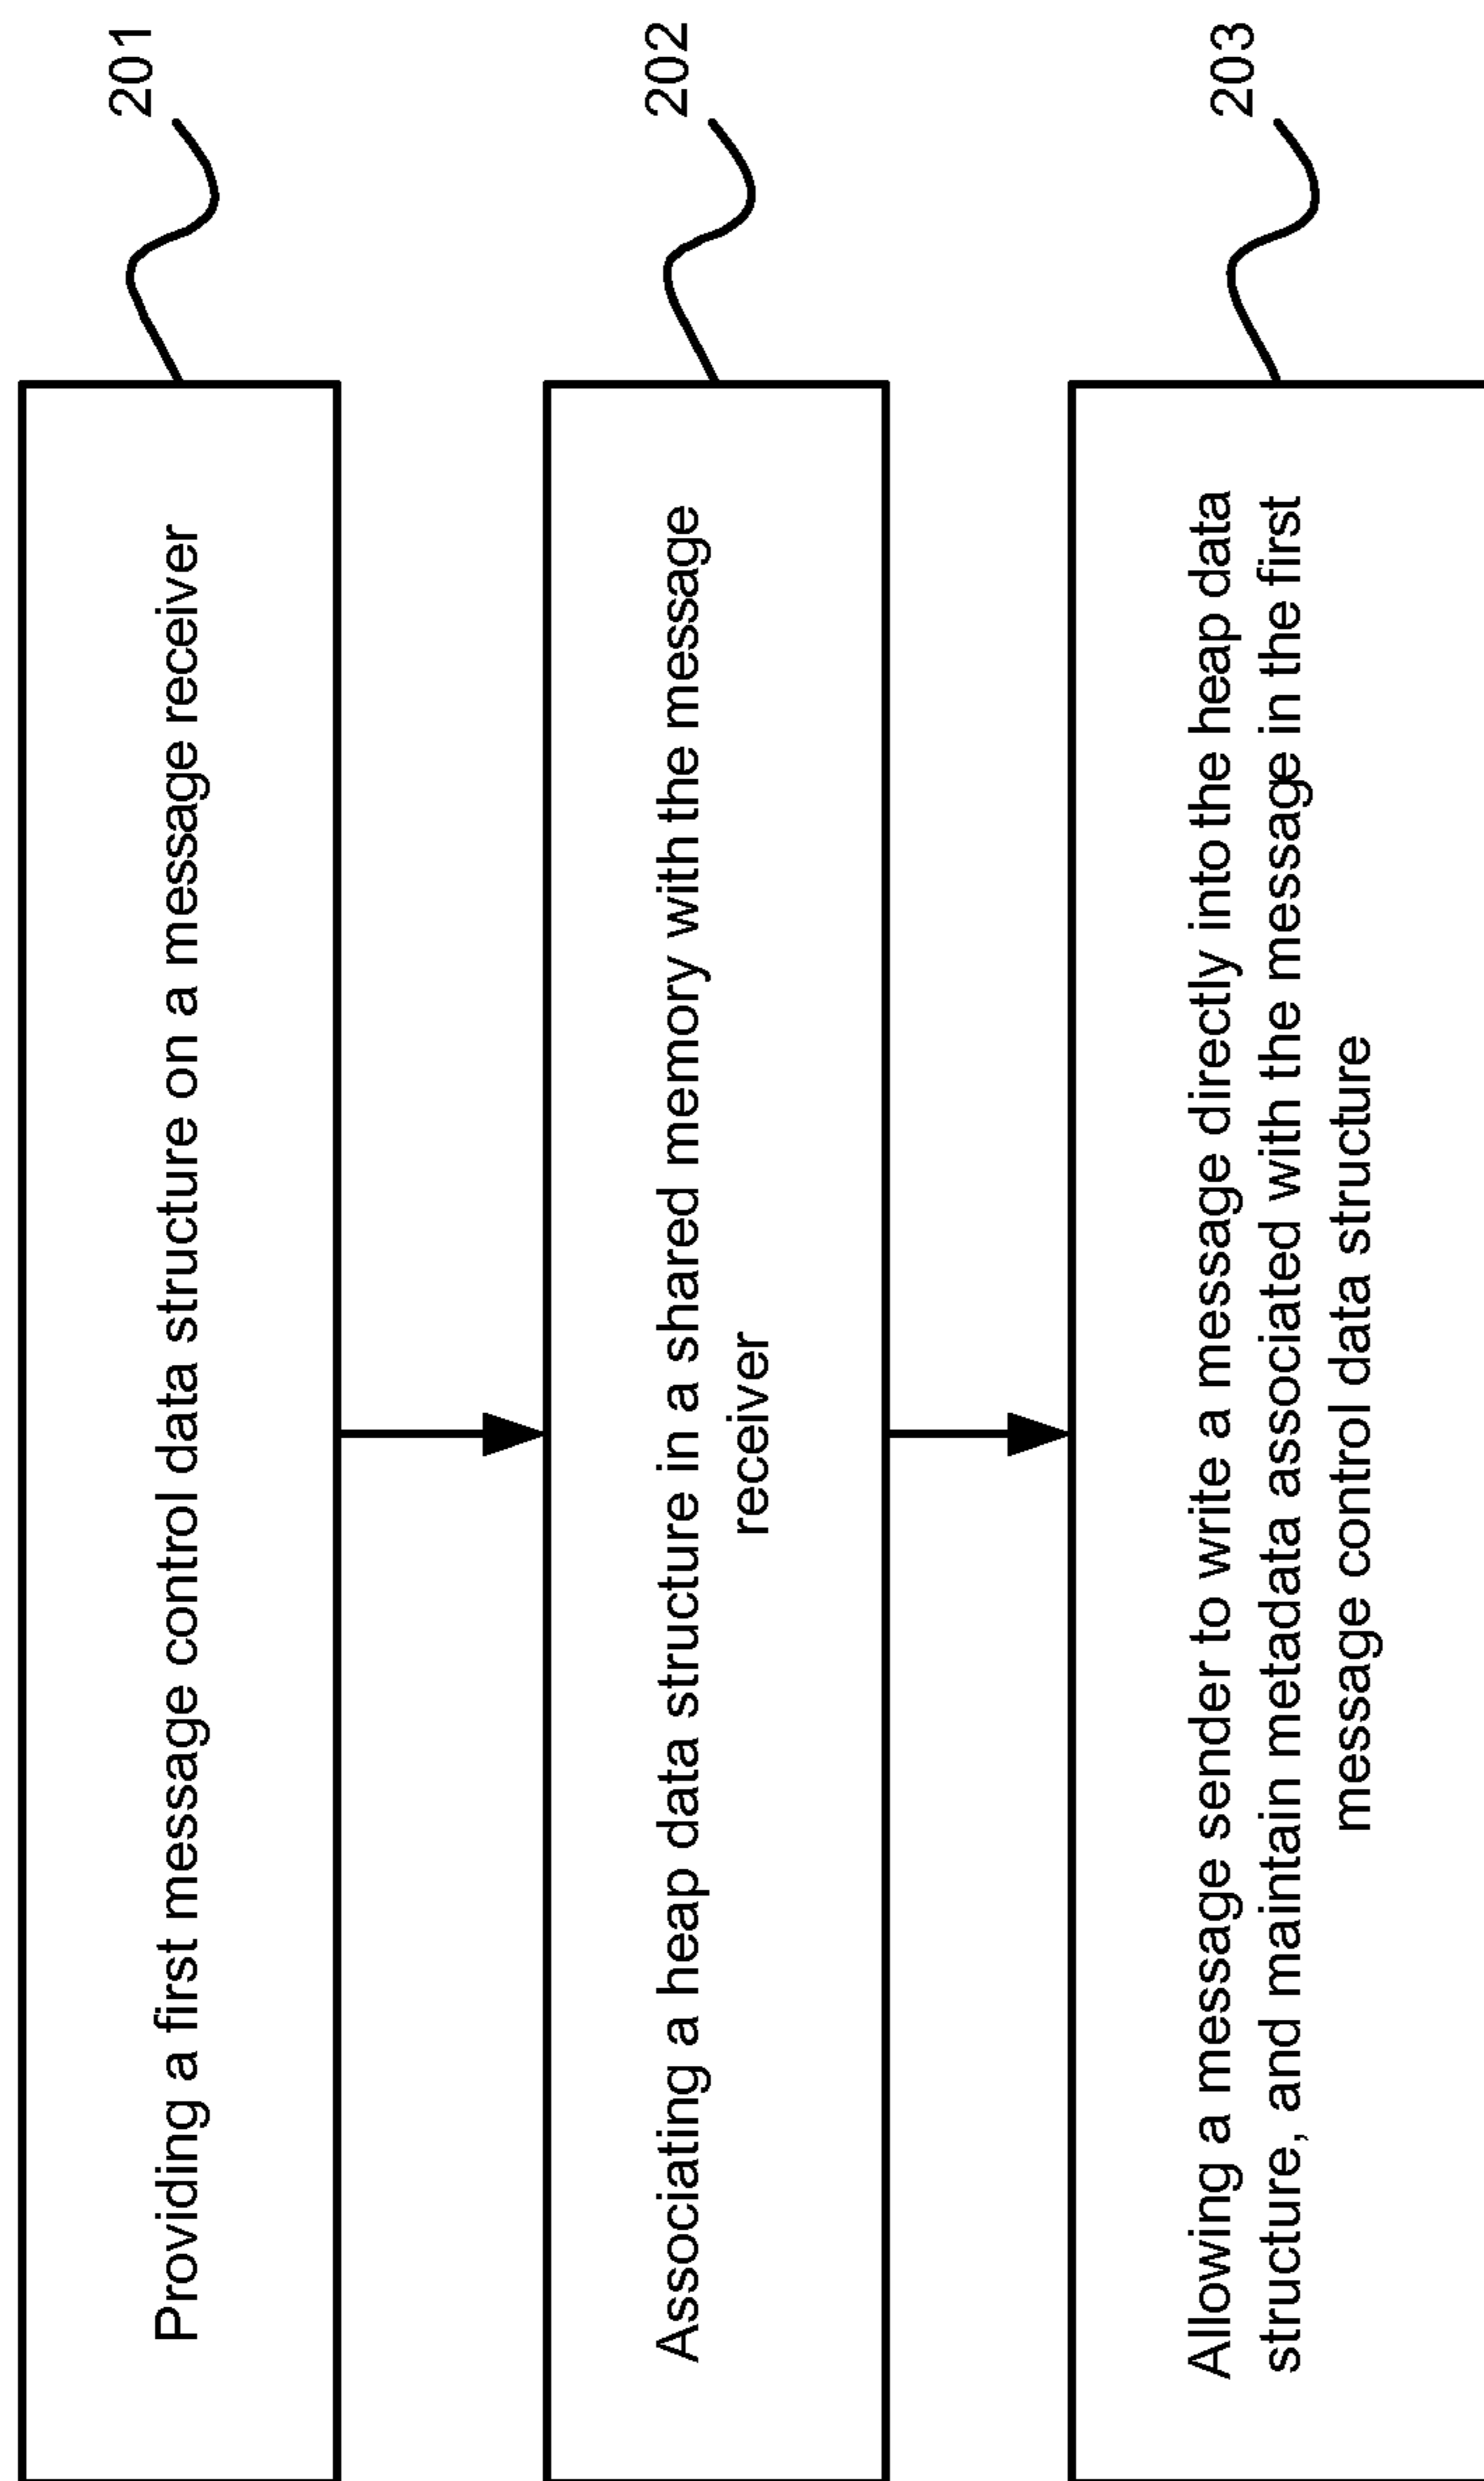 Providing a first message control data structure on a message receiver
201
Associating a heap data structure in a shared memory with the message
receiver
202
Allowing a message sender to write a message directly into the heap data
structure, and maintain metadata associated with the message in the first
message control data structure
203